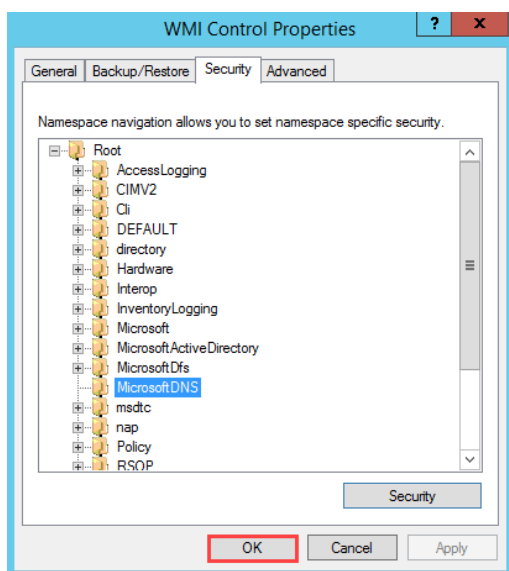 WMI Control Properties
?
x
General
Backup/Restore
Security
Advanced
Namespace navigation allows you to set namespace specific security.
Root
AccessLogging
CIMV2
Cli
DEFAULT
directory
Hardware
Interop
InventoryLogging
Microsoft
MicrosoftActiveDirectory
MicrosoftDfs
MicrosoftDNS
msdtc
nap
Policy
RSOP
Security
OK
Cancel
Apply